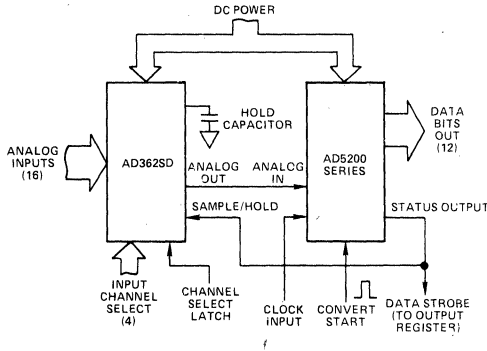 DC POWER
HOLD
CAPACITOR
DATA
BITS
OUT
(12)
ANALOG
INPUTS
(16)
AD362SD
AD5200
SERIES
ANALOG
OUT
ANALOG
IN
SAMPLE/HOLD
STATUS OUTPUT
INPUT
CHANNEL
SELECT
(4)
CHANNEL
SELECT
LATCH
CLOCK
INPUT
CONVERT
START
DATA STROBE
(TO OUTPUT
REGISTER)